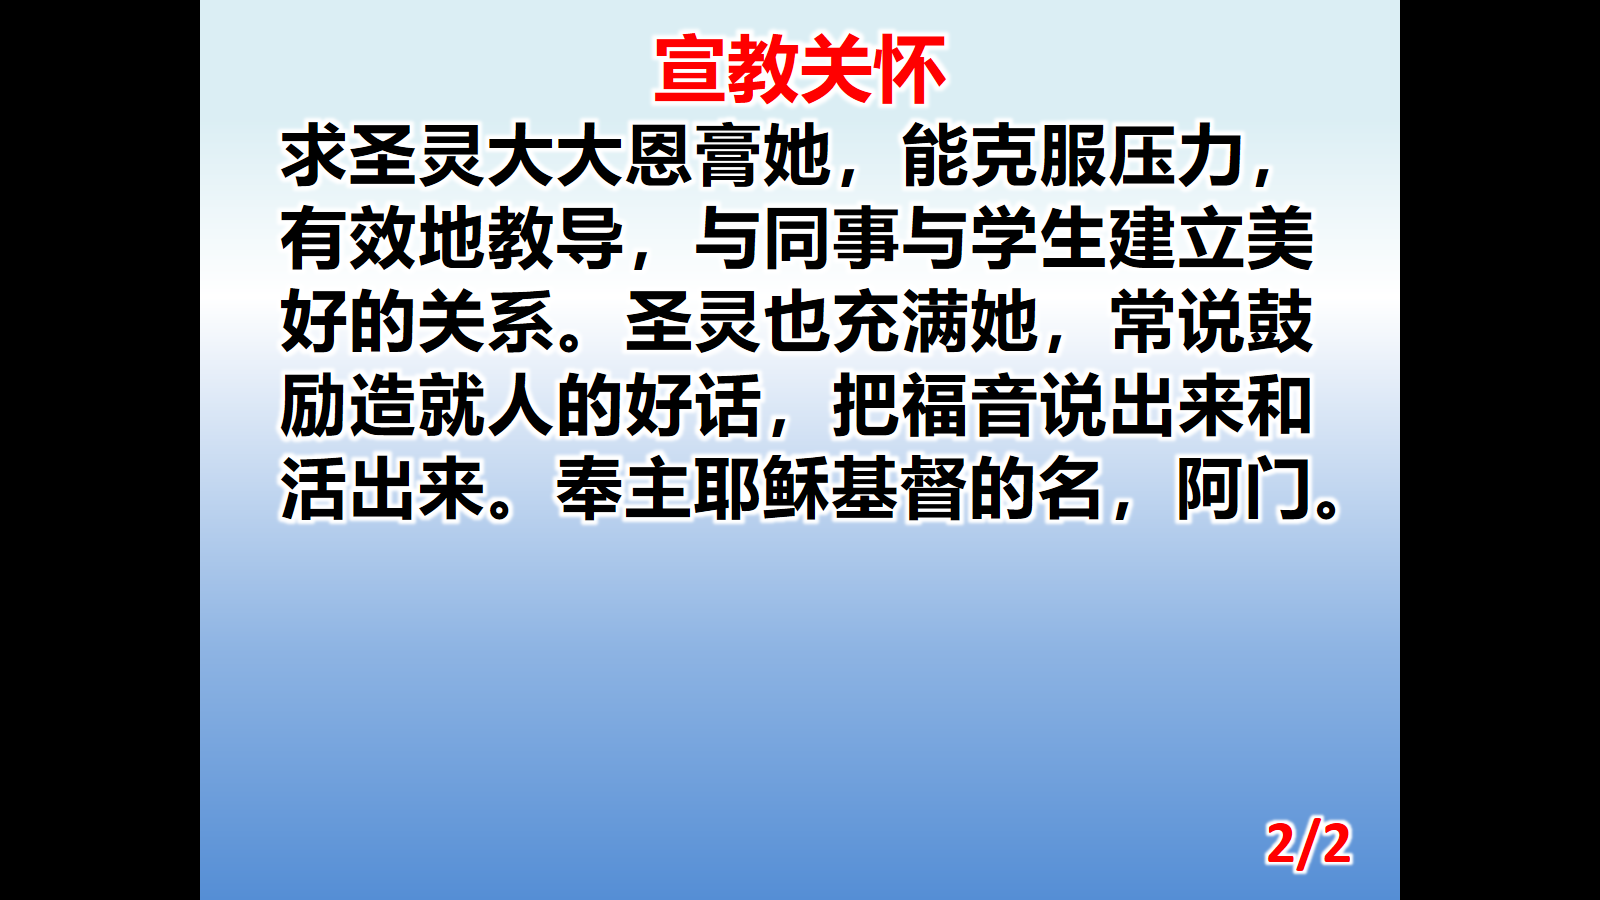 宣教关怀
求圣灵大大恩膏她，能克服压力，
有效地教导，与同事与学生建立美
好的关系。圣灵也充满她，常说鼓
励造就人的好话，把福音说出来和
活出来。奉主耶稣基督的名，阿门。
2/2